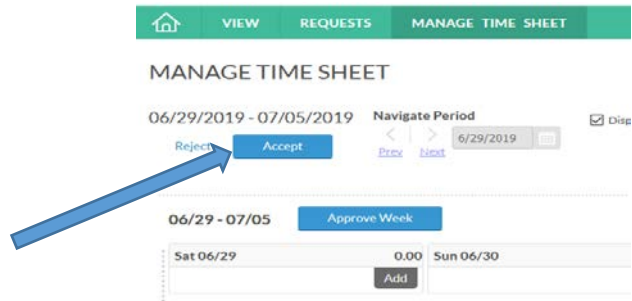 VIEW REQUESTS MANAGE TIME SHEET
MANAGE TIME SHEET
06/29/2019 - 07/05/2019 Navigate Period
Disp
Reject Accept < > 6/29/2019
Prev Next
06/29 - 07/05 Approve Week
Sat 06/29 0.00 Sun 06/30
Add